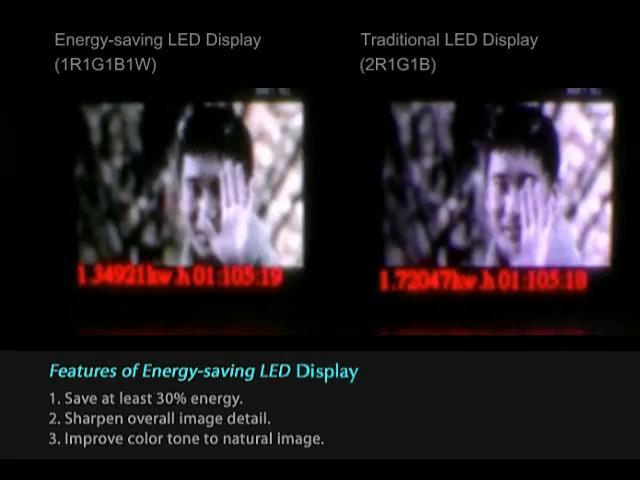 Energy-saving LED Display
(1R1G1B1W)
Traditional LED Display
(2R1G1B)
1.34921kw.h 01:105:19
1.72047kw.h 01:105:18
Features of Energy-saving LED Display
1. Save at least 30% energy.
2. Sharpen overall image detail.
3. Improve color tone to natural image.